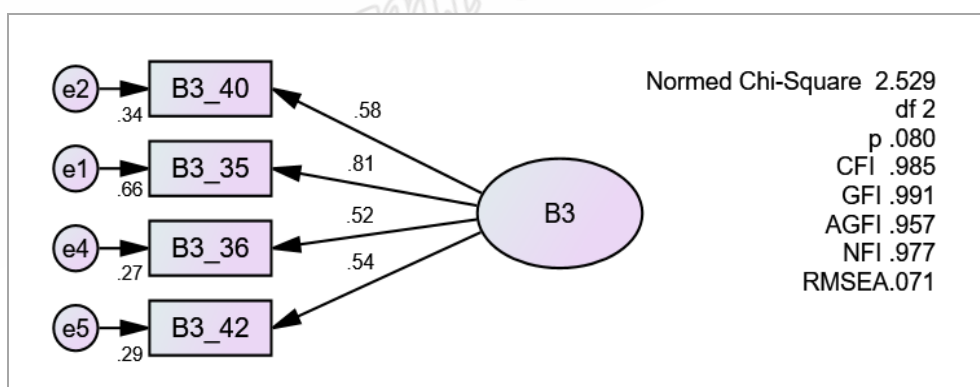 e2
.34
B3_40
.58
e1
.66
B3_35
.81
e4
.27
B3_36
.52
e5
.29
B3_42
.54
B3
Normed Chi-Square 2.529
df 2
p .080
CFI .985
GFI .991
AGFI .957
NFI .977
RMSEA.071